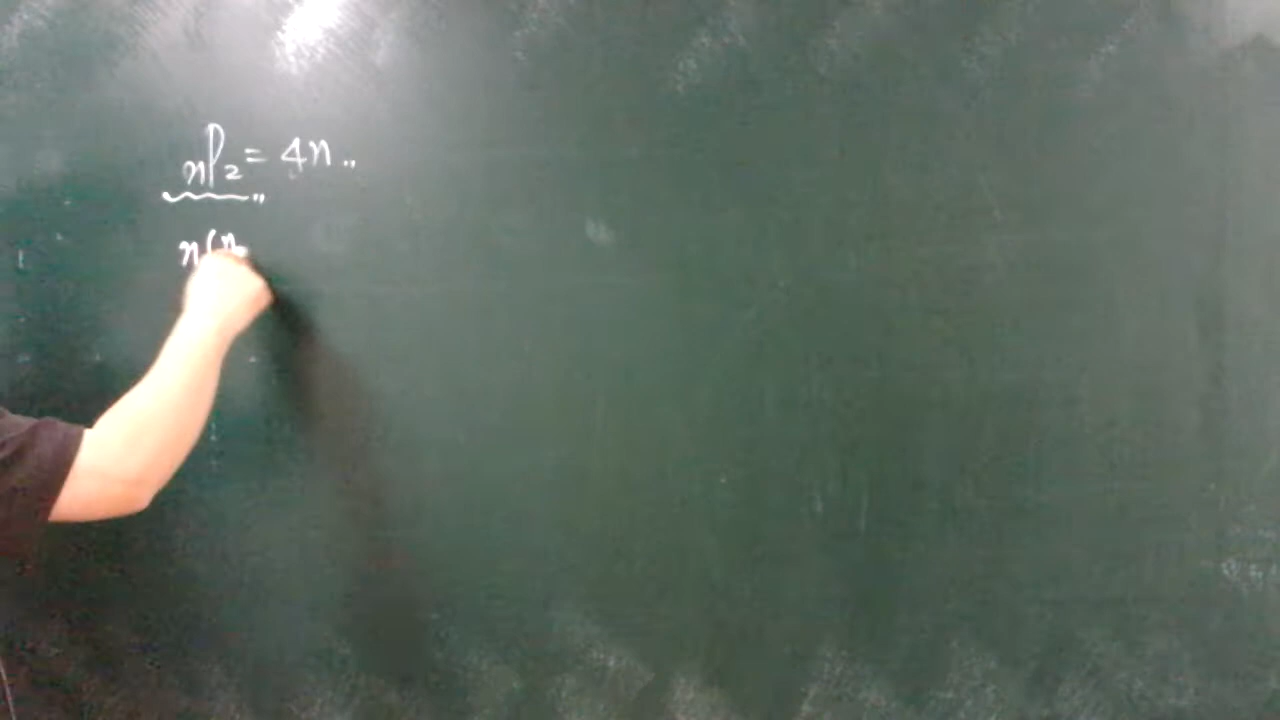 nP₂ = 4n
n(n